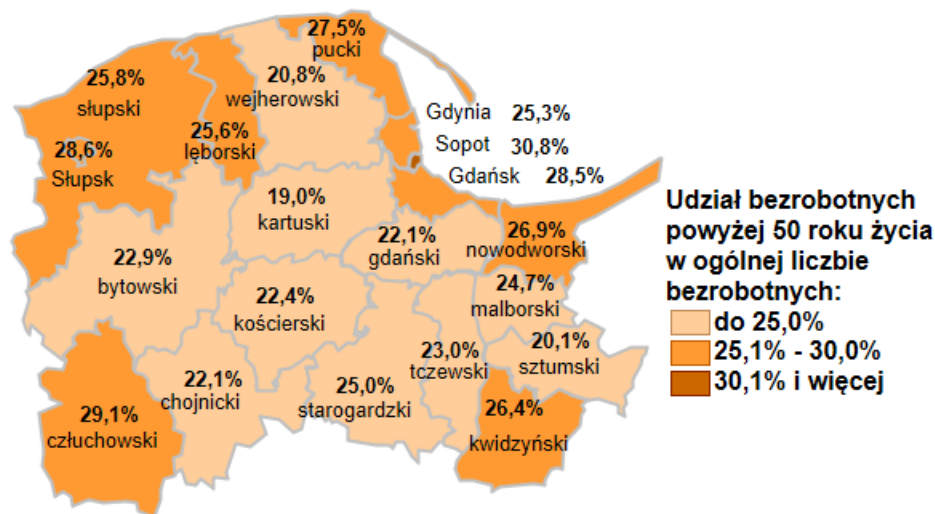 27,5%
pucki
25,8%
słupski
20,8%
wejherowski
Gdynia 25,3%
25,6%
lęborski
Sopot 30,8%
28,6%
Słupsk
Gdańsk 28,5%
19,0%
kartuski
22,1%
gdański
26,9%
nowodworski
22,9%
bytowski
22,4%
kościerski
24,7%
malborski
20,1%
sztumski
23,0%
tczewski
22,1%
chojnicki
25,0%
starogardzki
29,1%
człuchowski
26,4%
kwidzyński
Udział bezrobotnych
powyżej 50 roku życia
w ogólnej liczbie
bezrobotnych:
do 25,0%
25,1% - 30,0%
30,1% i więcej